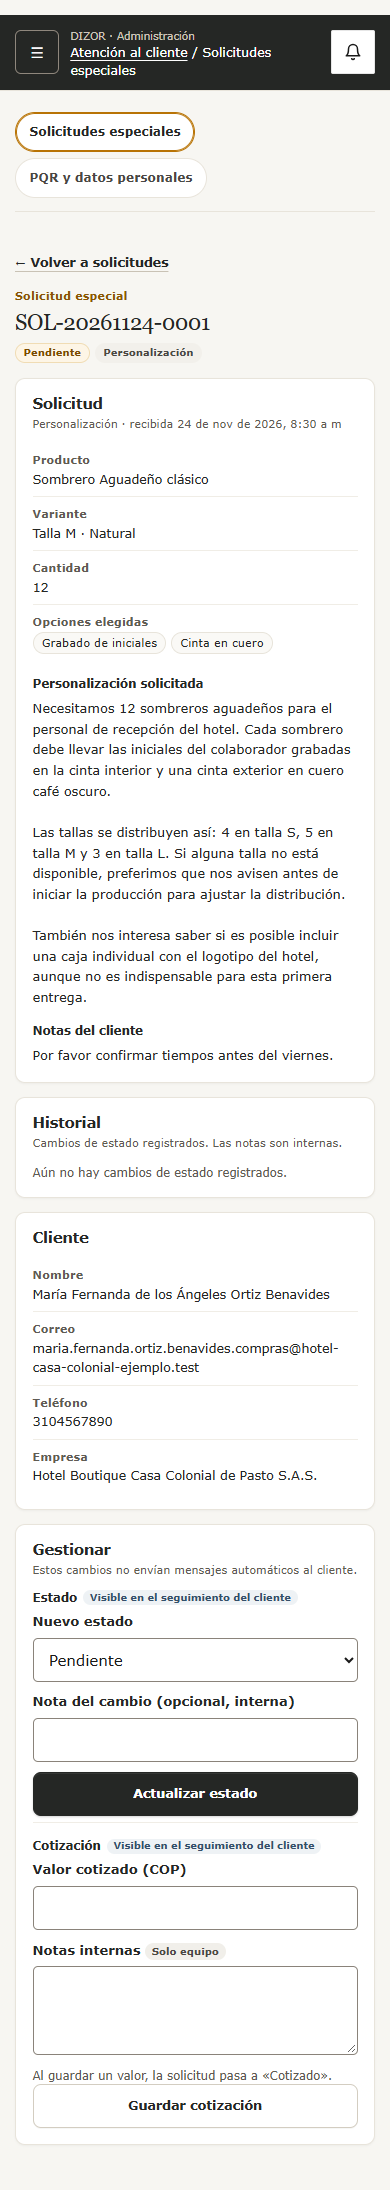 ☰
DIZOR · Administración
Atención al cliente / Solicitudes
especiales
Solicitudes especiales
PQR y datos personales
← Volver a solicitudes
Solicitud especial
SOL-20261124-0001
Pendiente Personalización
Solicitud
Personalización · recibida 24 de nov de 2026, 8:30 a m
Producto
Sombrero Aguadeño clásico
Variante
Talla M · Natural
Cantidad
12
Opciones elegidas
Grabado de iniciales Cinta en cuero
Personalización solicitada
Necesitamos 12 sombreros aguadeños para el
personal de recepción del hotel. Cada sombrero
debe llevar las iniciales del colaborador grabadas
en la cinta interior y una cinta exterior en cuero
café oscuro.
Las tallas se distribuyen así: 4 en talla S, 5 en
talla M y 3 en talla L. Si alguna talla no está
disponible, preferimos que nos avisen antes de
iniciar la producción para ajustar la distribución.
También nos interesa saber si es posible incluir
una caja individual con el logotipo del hotel,
aunque no es indispensable para esta primera
entrega.
Notas del cliente
Por favor confirmar tiempos antes del viernes.
Historial
Cambios de estado registrados. Las notas son internas.
Aún no hay cambios de estado registrados.
Cliente
Nombre
María Fernanda de los Ángeles Ortiz Benavides
Correo
maria.fernanda.ortiz.benavides.compras@hotel-
casa-colonial-ejemplo.test
Teléfono
3104567890
Empresa
Hotel Boutique Casa Colonial de Pasto S.A.S.
Gestionar
Estos cambios no envían mensajes automáticos al cliente.
Estado Visible en el seguimiento del cliente
Nuevo estado
Pendiente
Nota del cambio (opcional, interna)
Actualizar estado
Cotización Visible en el seguimiento del cliente
Valor cotizado (COP)
Notas internas Solo equipo
Al guardar un valor, la solicitud pasa a «Cotizado».
Guardar cotización